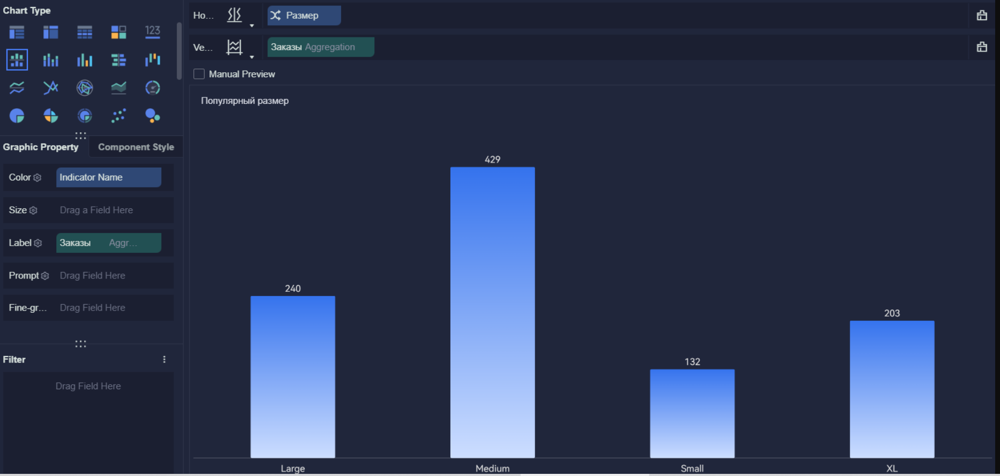 Chart Type
123
Graphic Property
Component Style
Color
Indicator Name
Size
Drag a Field Here
Label
Заказы
Aggr...
Prompt
Drag Field Here
Fine-gr...
Drag Field Here
Filter
Drag Field Here
Ho...
Размер
Ve...
Заказы Aggregation
Manual Preview
Популярный размер
240
429
132
203
Large
Medium
Small
XL